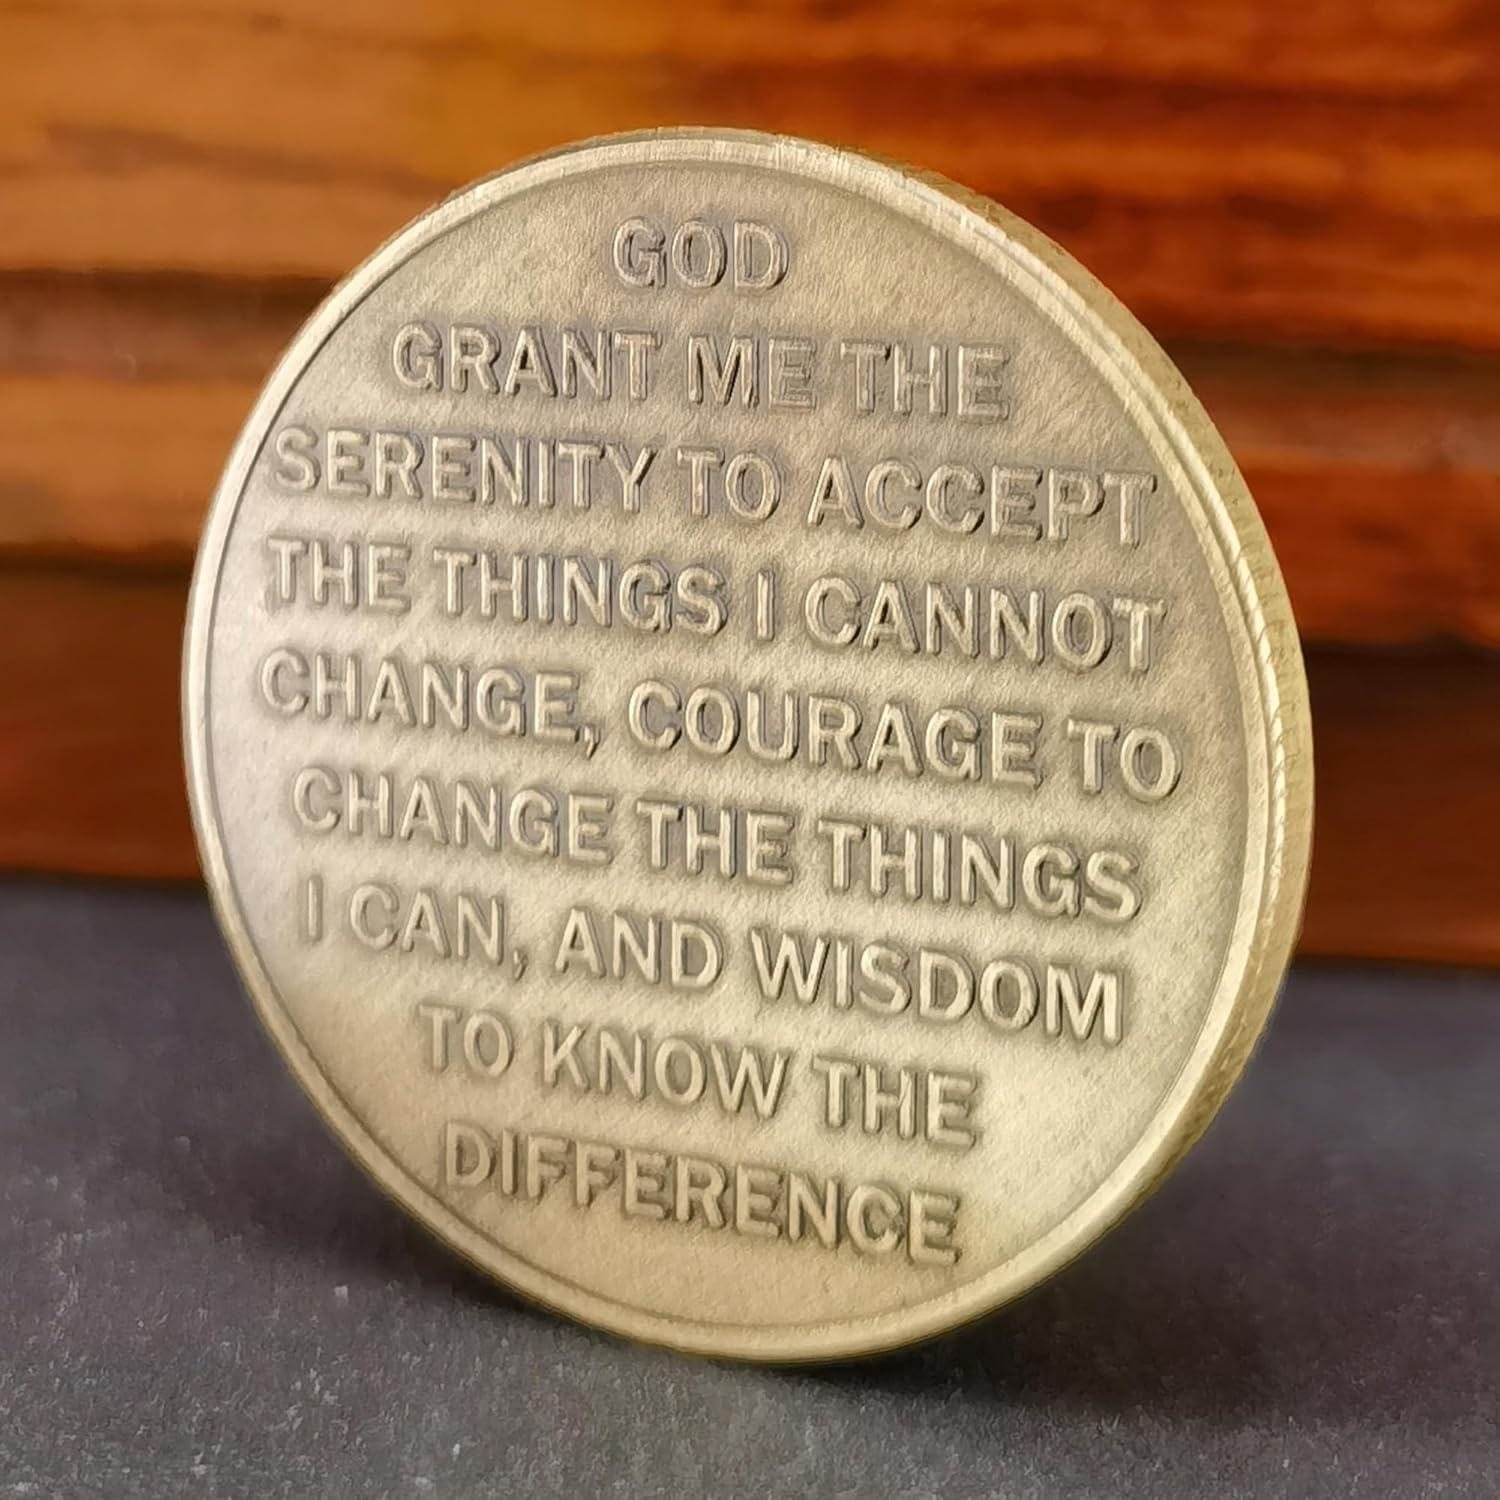 GOD
GRANT ME THE
SERENITY TO ACCEPT
THE THINGS I CANNOT
CHANGE, COURAGE TO
CHANGE THE THINGS
I CAN, AND WISDOM
TO KNOW THE
DIFFERENCE